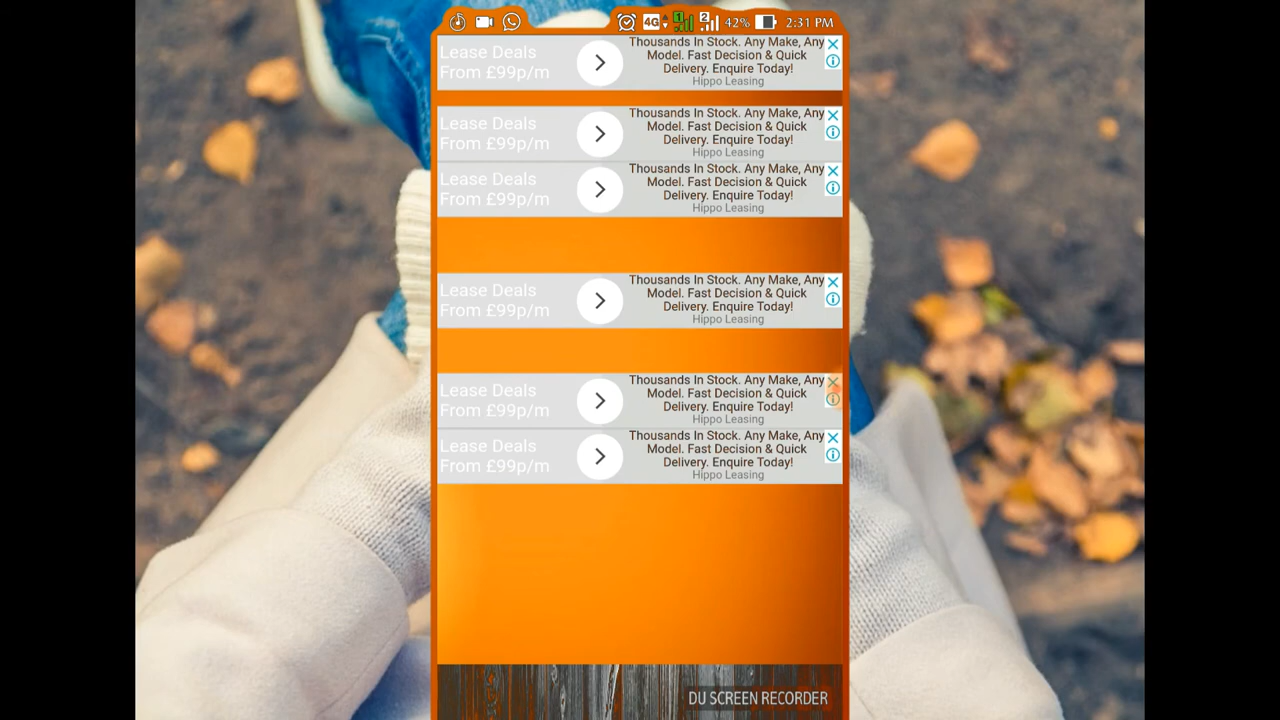 4G 1 2 42% 2:31 PM
Lease Deals
From £99p/m
Thousands In Stock. Any Make, Any
Model. Fast Decision & Quick
Delivery. Enquire Today!
Hippo Leasing
Lease Deals
From £99p/m
Thousands In Stock. Any Make, Any
Model. Fast Decision & Quick
Delivery. Enquire Today!
Hippo Leasing
Lease Deals
From £99p/m
Thousands In Stock. Any Make, Any
Model. Fast Decision & Quick
Delivery. Enquire Today!
Hippo Leasing
Lease Deals
From £99p/m
Thousands In Stock. Any Make, Any
Model. Fast Decision & Quick
Delivery. Enquire Today!
Hippo Leasing
Lease Deals
From £99p/m
Thousands In Stock. Any Make, Any
Model. Fast Decision & Quick
Delivery. Enquire Today!
Hippo Leasing
Lease Deals
From £99p/m
Thousands In Stock. Any Make, Any
Model. Fast Decision & Quick
Delivery. Enquire Today!
Hippo Leasing
DU SCREEN RECORDER